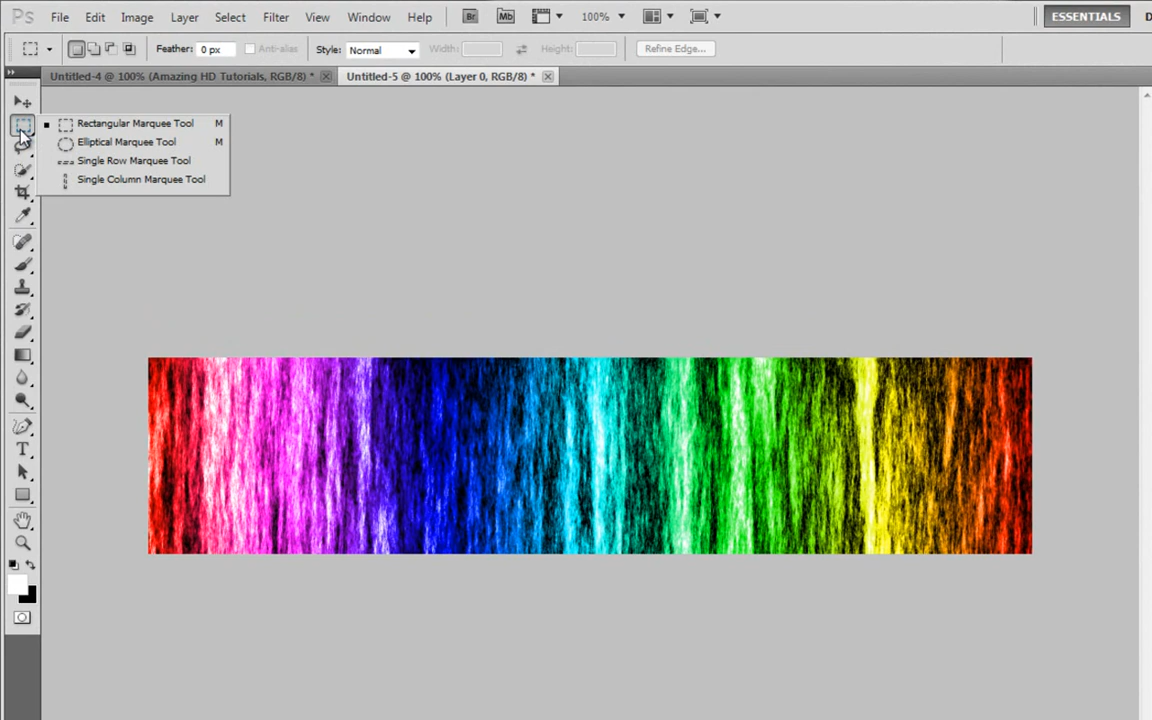 Ps File Edit Image Layer Select Filter View Window Help Br Mb 100% ESSENTIALS D
Feather: 0 px Anti-alias Style: Normal Width: Height: Refine Edge...
Untitled-4 @ 100% (Amazing HD Tutorials, RGB/8) * Untitled-5 @ 100% (Layer 0, RGB/8) *
Rectangular Marquee Tool M
Elliptical Marquee Tool M
Single Row Marquee Tool
Single Column Marquee Tool